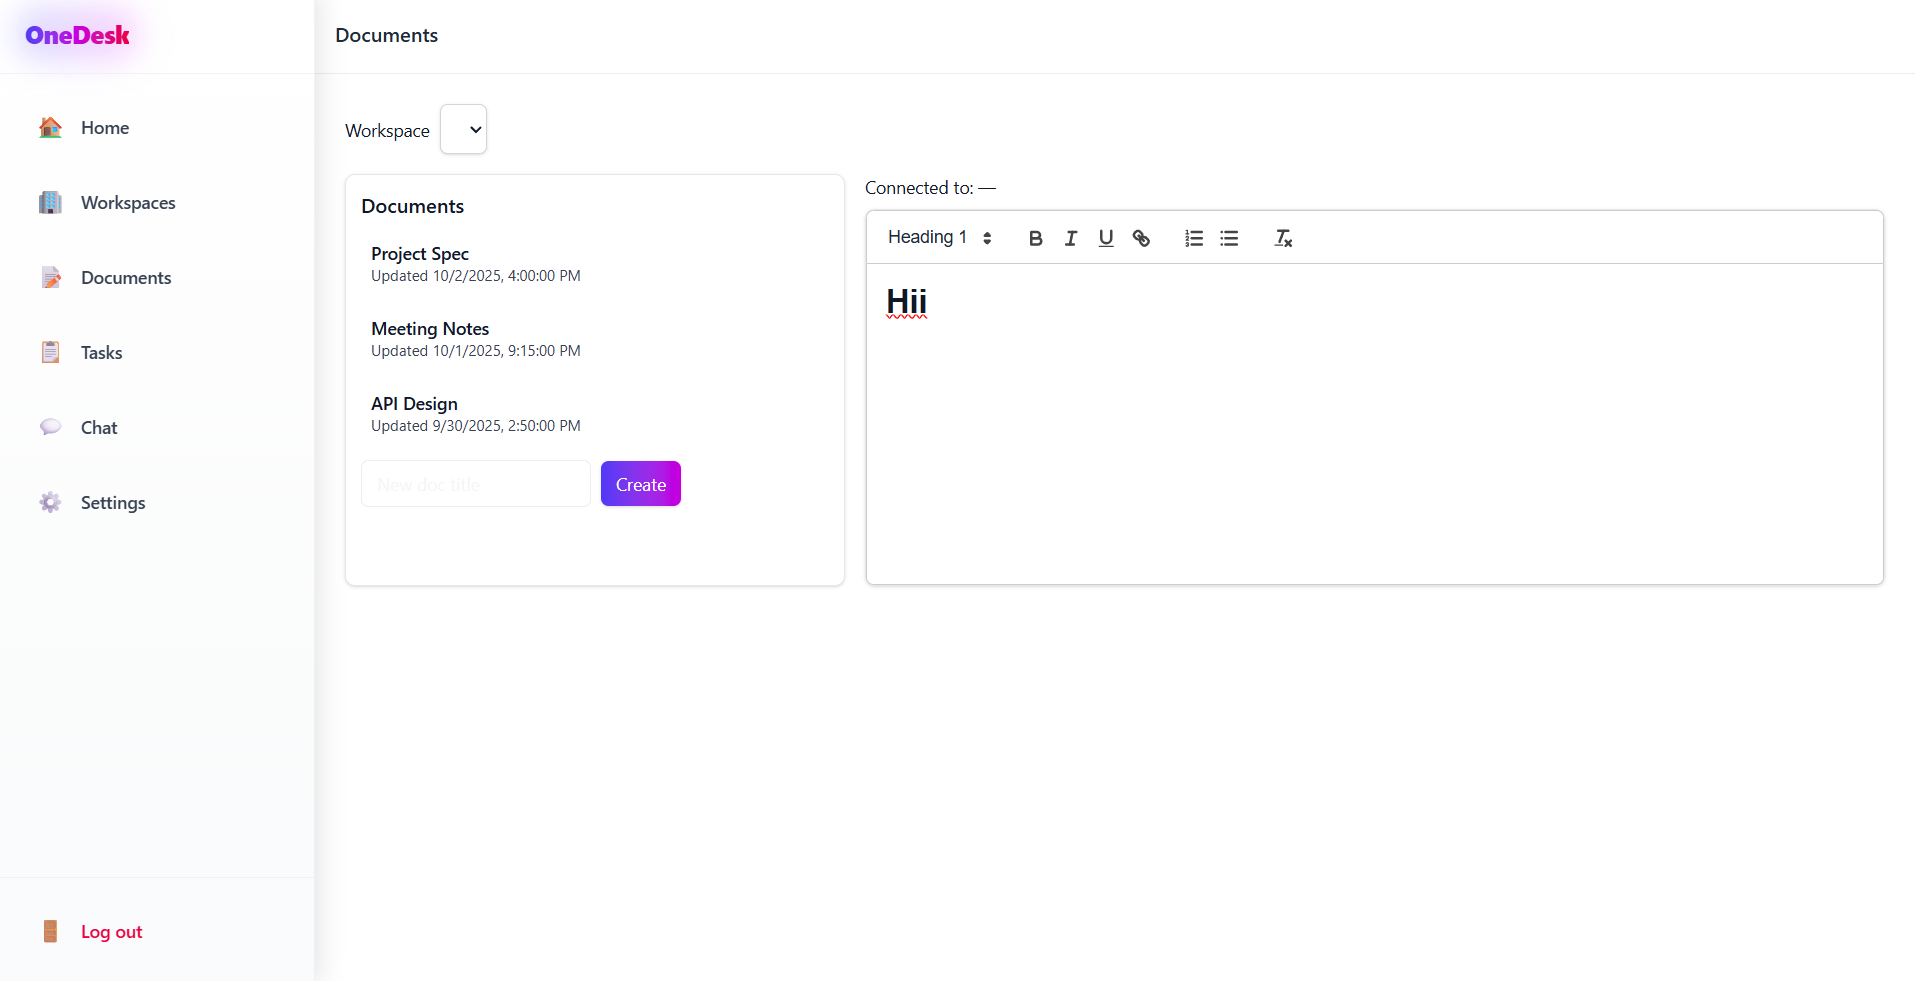 OneDesk
Documents
Home
Workspaces
Documents
Tasks
Chat
Settings
Log out
Workspace
Documents
Project Spec
Updated 10/2/2025, 4:00:00 PM
Meeting Notes
Updated 10/1/2025, 9:15:00 PM
API Design
Updated 9/30/2025, 2:50:00 PM
New doc title
Create
Connected to: —
Heading 1
Hii